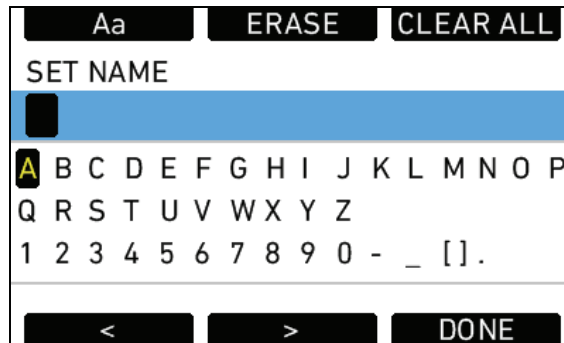 Aa ERASE CLEAR ALL
SET NAME
A B C D E F G H I J K L M N O P
Q R S T U V W X Y Z
1 2 3 4 5 6 7 8 9 0 - _ [ ] .
< > DONE